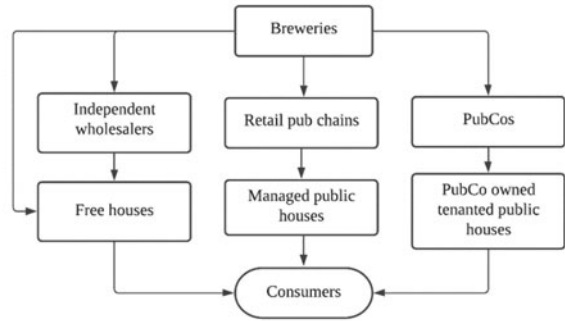 Breweries
Independent
wholesalers
Retail pub chains
PubCos
Free houses
Managed public
houses
PubCo owned
tenanted public
houses
Consumers